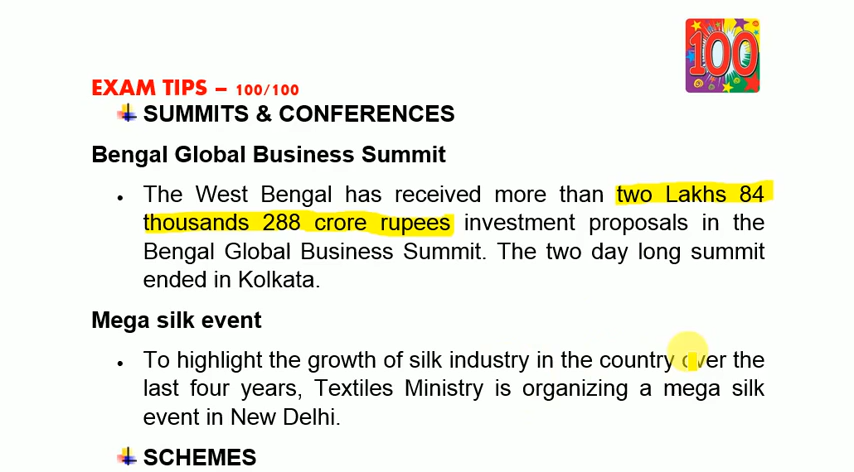 100
EXAM TIPS – 100/100
SUMMITS & CONFERENCES
Bengal Global Business Summit
• The West Bengal has received more than two Lakhs 84
thousands 288 crore rupees investment proposals in the
Bengal Global Business Summit. The two day long summit
ended in Kolkata.
Mega silk event
• To highlight the growth of silk industry in the country over the
last four years, Textiles Ministry is organizing a mega silk
event in New Delhi.
SCHEMES